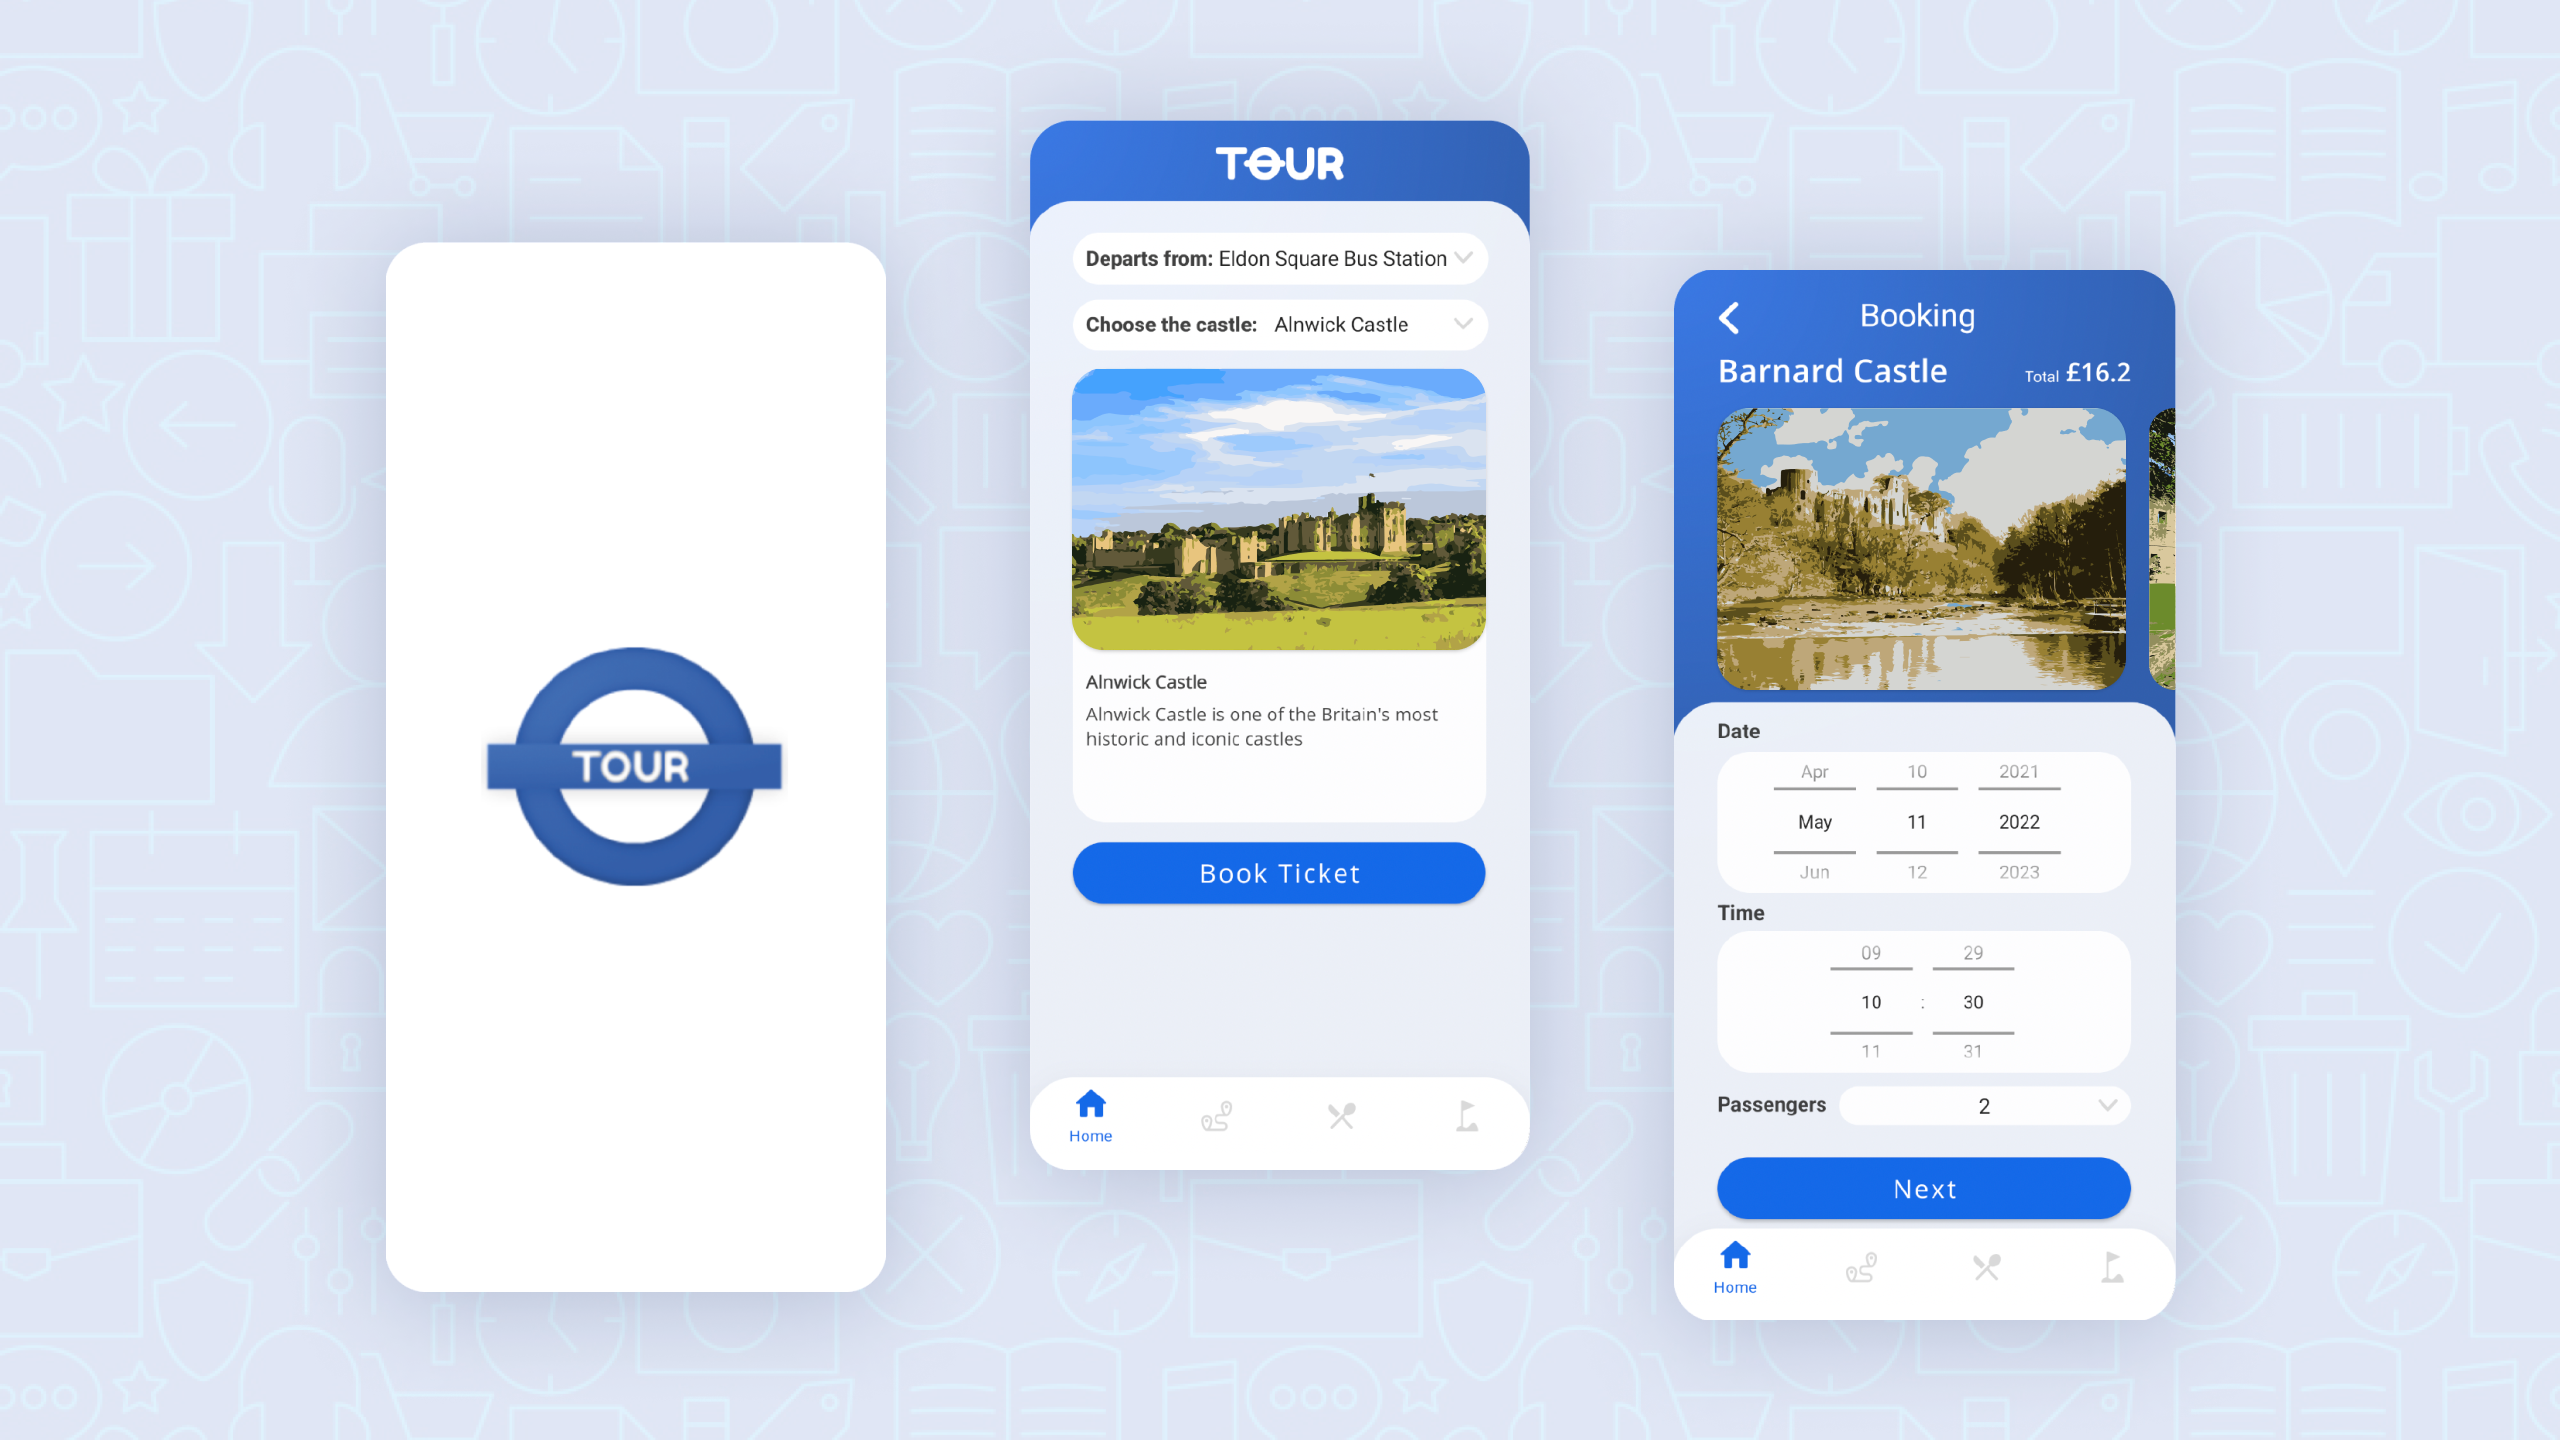 TOUR
TOUR
Departs from: Eldon Square Bus Station
Choose the castle: Alnwick Castle
Alnwick Castle
Alnwick Castle is one of the Britain's most
historic and iconic castles
Book Ticket
Home
Booking
Barnard Castle Total £16.2
Date
Apr 10 2021
May 11 2022
Jun 12 2023
Time
09 29
10 : 30
11 31
Passengers 2
Next
Home